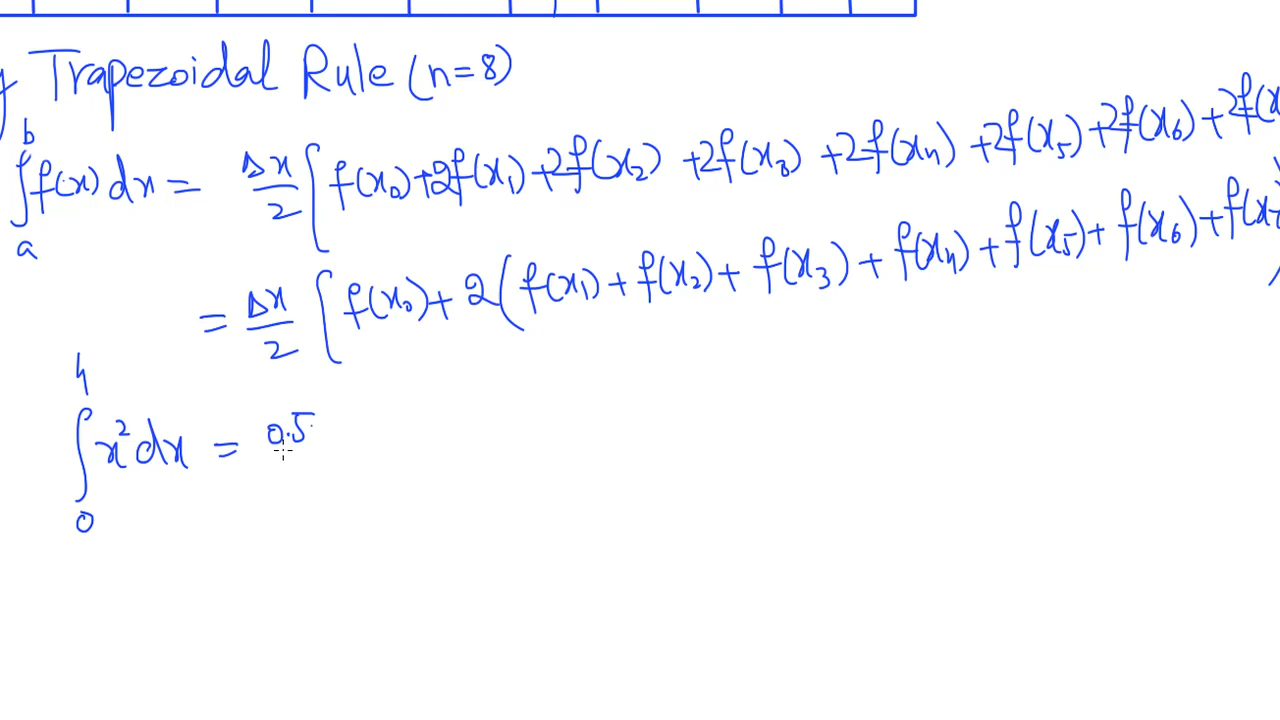 Trapezoidal Rule (n=8)
∫_a^b f(x) dx = Δx/2 [ f(x₀) + 2f(x₁) + 2f(x₂) + 2f(x₃) + 2f(x₄) + 2f(x₅) + 2f(x₆) + 2f(x
= Δx/2 [ f(x₀) + 2( f(x₁) + f(x₂) + f(x₃) + f(x₄) + f(x₅) + f(x₆) + f(x₇
∫_0^4 x² dx = 0.5